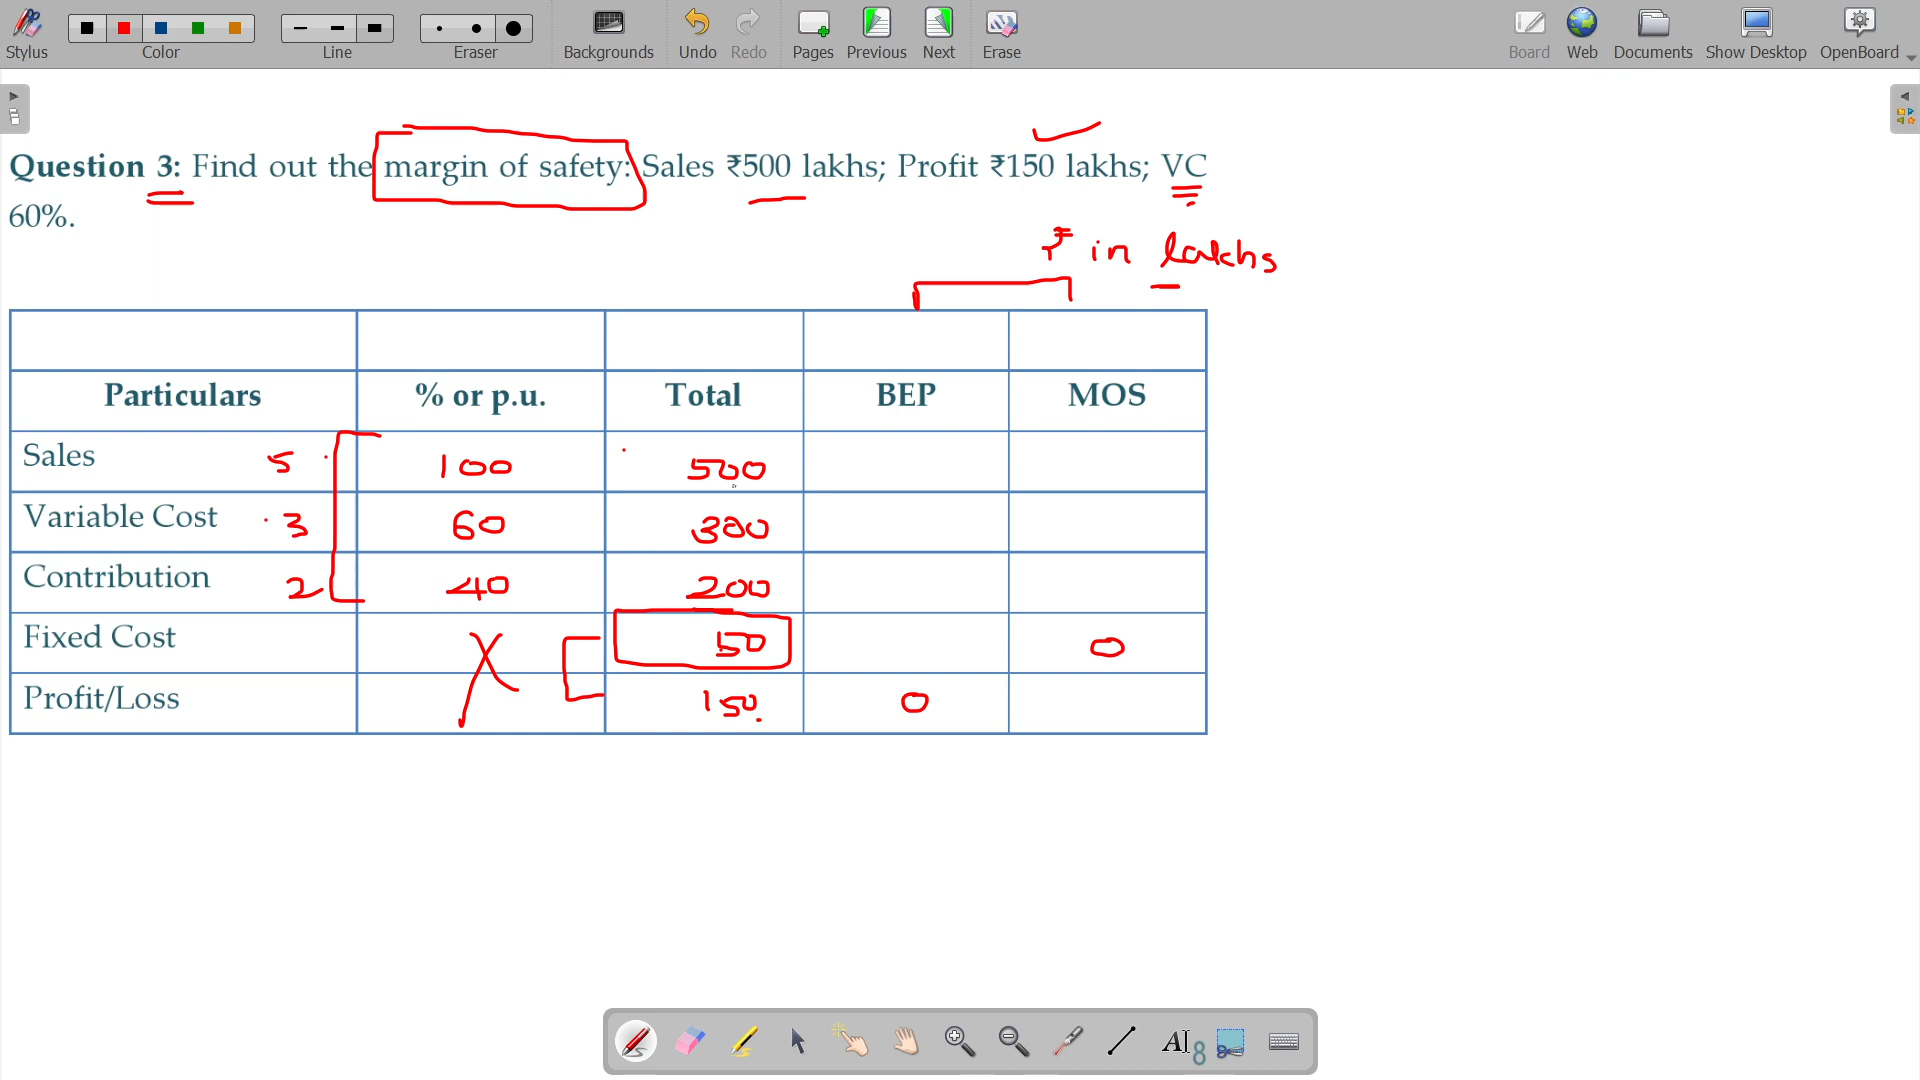 Stylus Color Line Eraser Backgrounds Undo Redo Pages Previous Next Erase Board Web Documents Show Desktop OpenBoard
Question 3: Find out the margin of safety: Sales ₹500 lakhs; Profit ₹150 lakhs; VC
60%.
₹ in lakhs
Particulars % or p.u. Total BEP MOS
Sales 5 100 500
Variable Cost 3 60 300
Contribution 2 40 200
Fixed Cost 150 0
Profit/Loss 150 0
AI 8